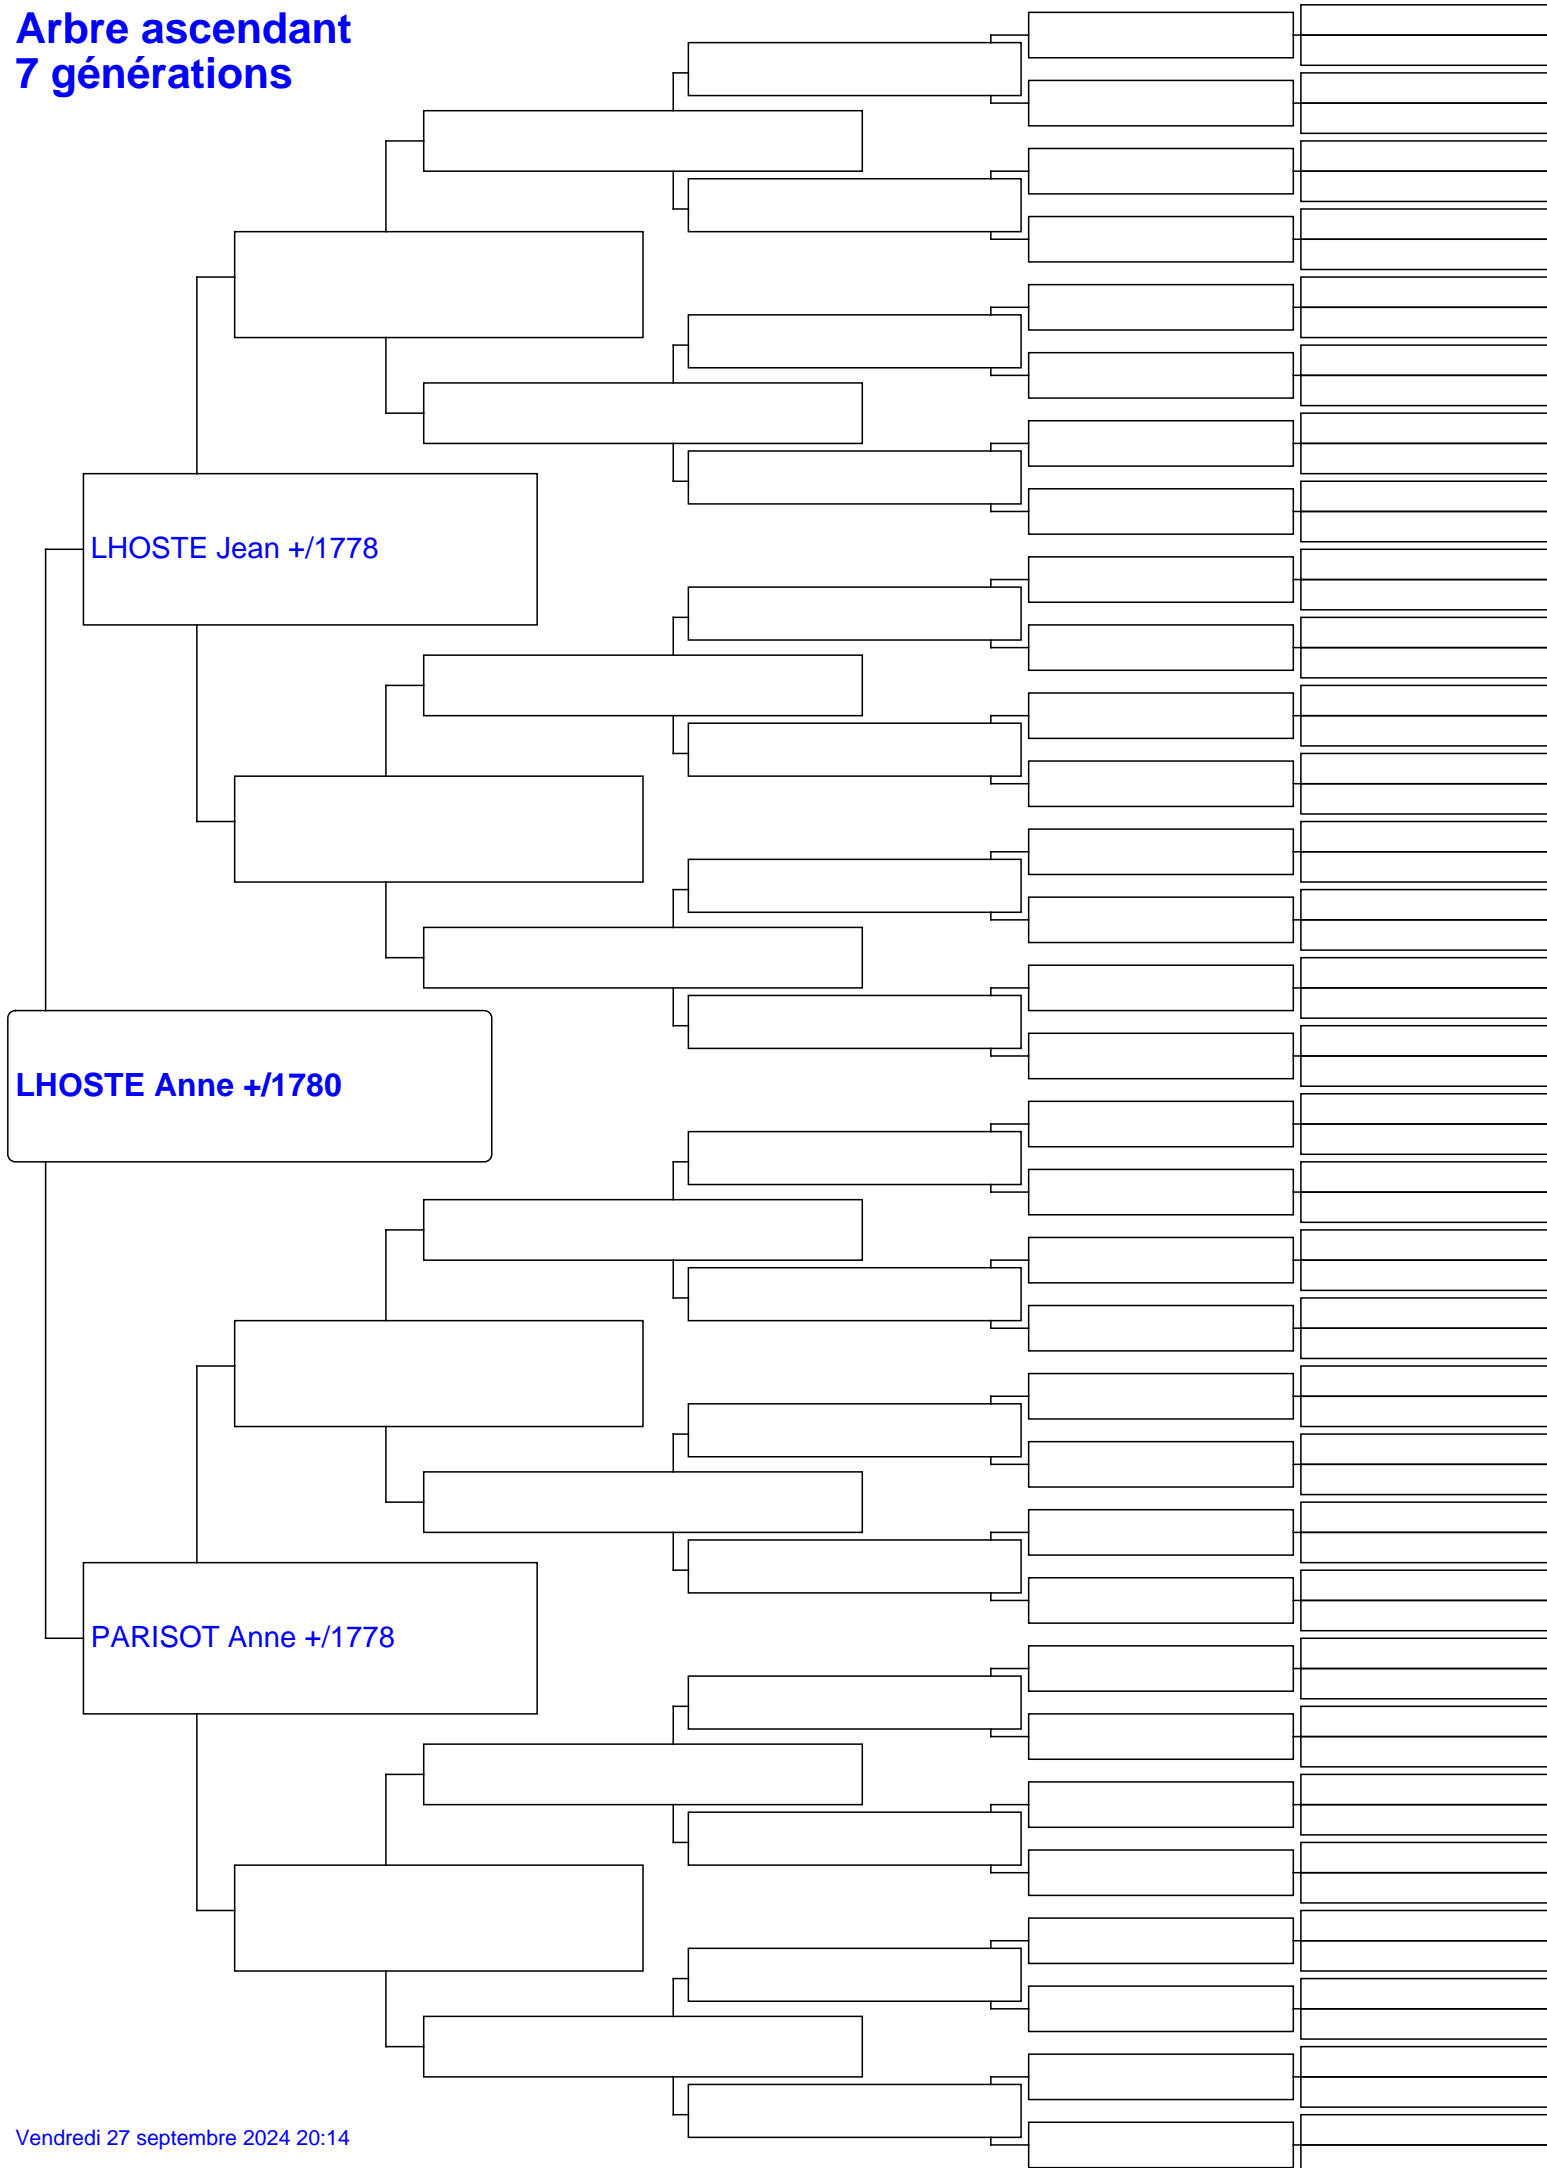 Arbre ascendant
7 générations
LHOSTE Jean +/1778
LHOSTE Anne +/1780
PARISOT Anne +/1778
Vendredi 27 septembre 2024 20:14